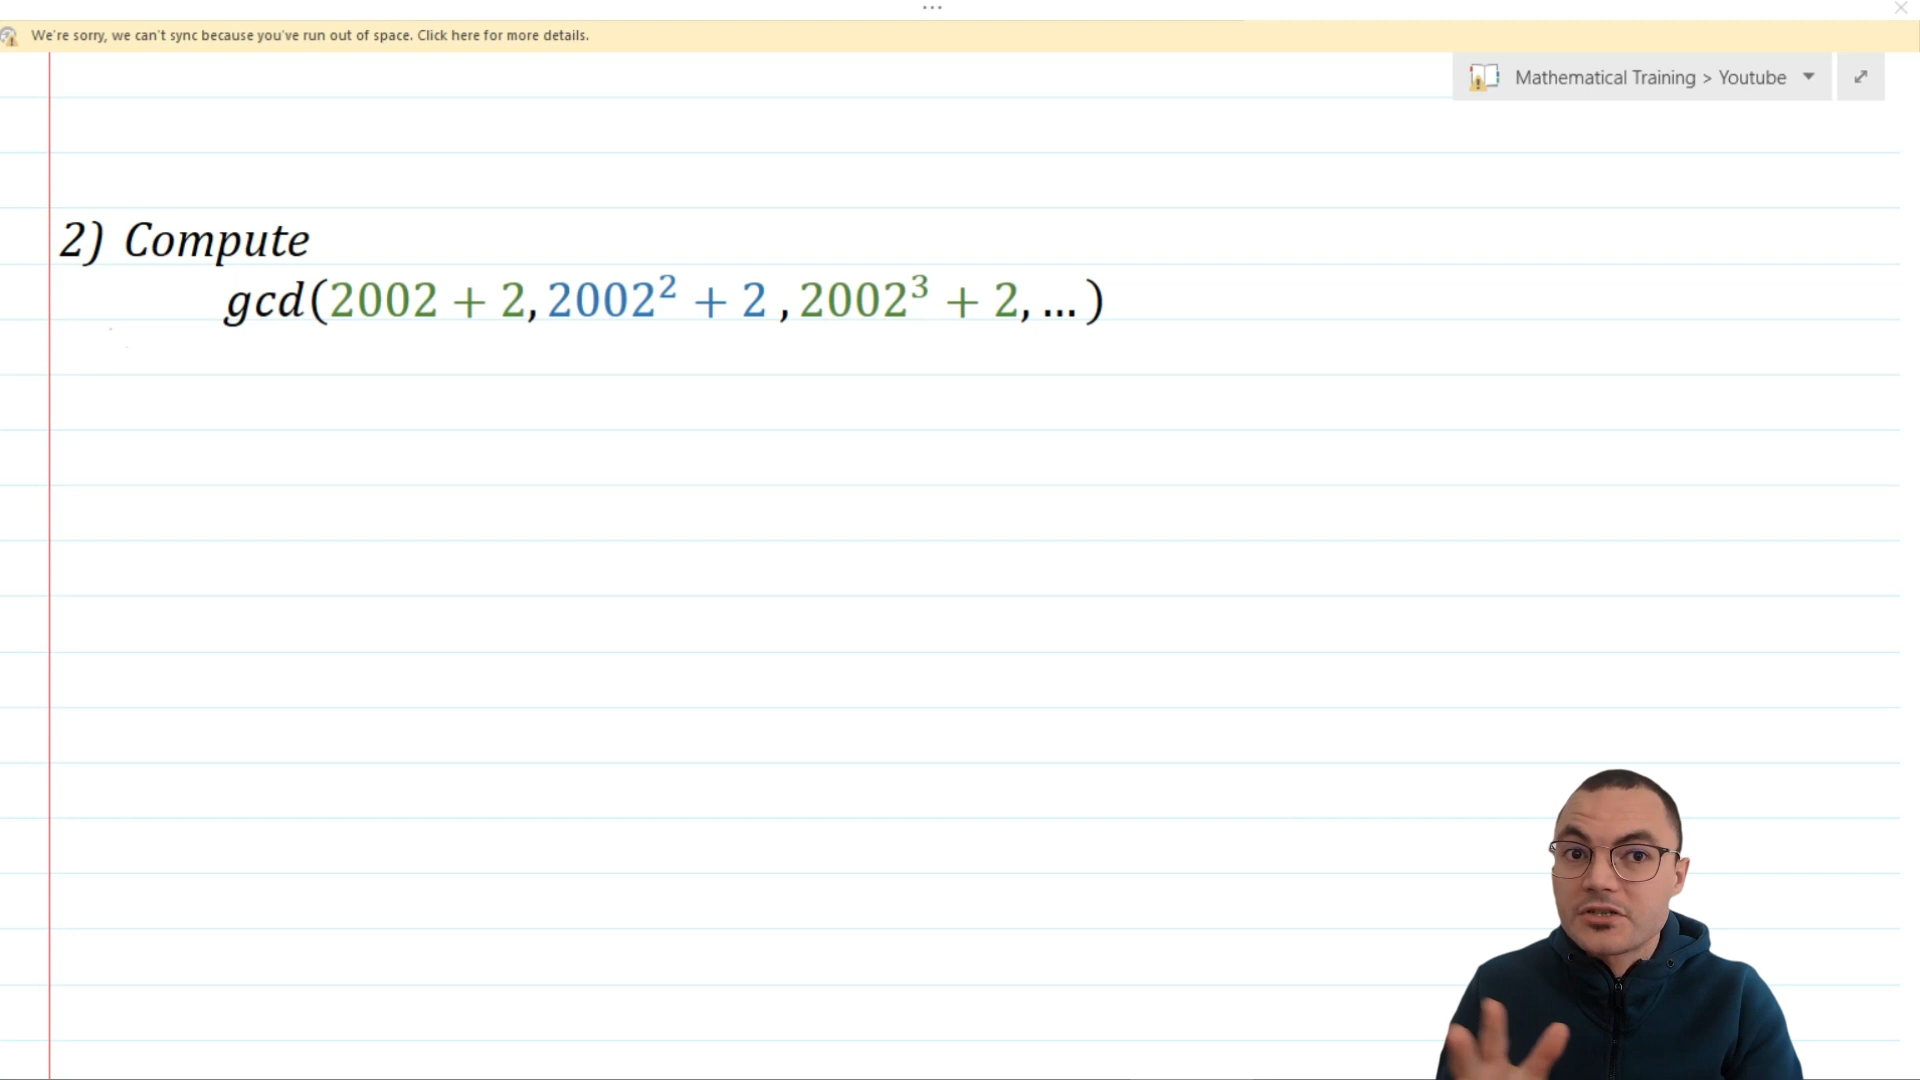 ...
We're sorry, we can't sync because you've run out of space. Click here for more details.
Mathematical Training > Youtube
2) Compute
gcd(2002 + 2, 2002² + 2 , 2002³ + 2, ... )